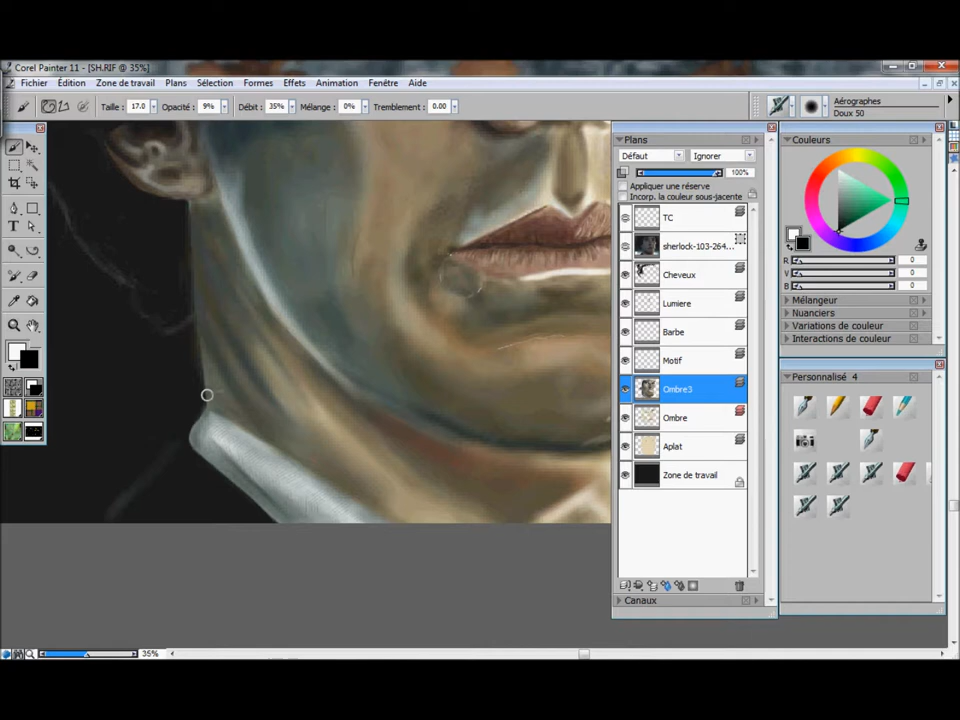 Corel Painter 11 - [SH.RIF @ 35%]
Fichier Édition Zone de travail Plans Sélection Formes Effets Animation Fenêtre Aide
Taille : 17.0 Opacité : 9% Débit : 35% Mélange : 0% Tremblement : 0.00
Aérographes
Doux 50
Plans
Défaut Ignorer
100%
Appliquer une réserve
Incorp. la couleur sous-jacente
TC
sherlock-103-264...
Cheveux
Lumiere
Barbe
Motif
Ombre3
Ombre
Aplat
Zone de travail
Canaux
Couleurs
R 0
V 0
B 0
Mélangeur
Nuanciers
Variations de couleur
Interactions de couleur
Personnalisé 4
T
35%